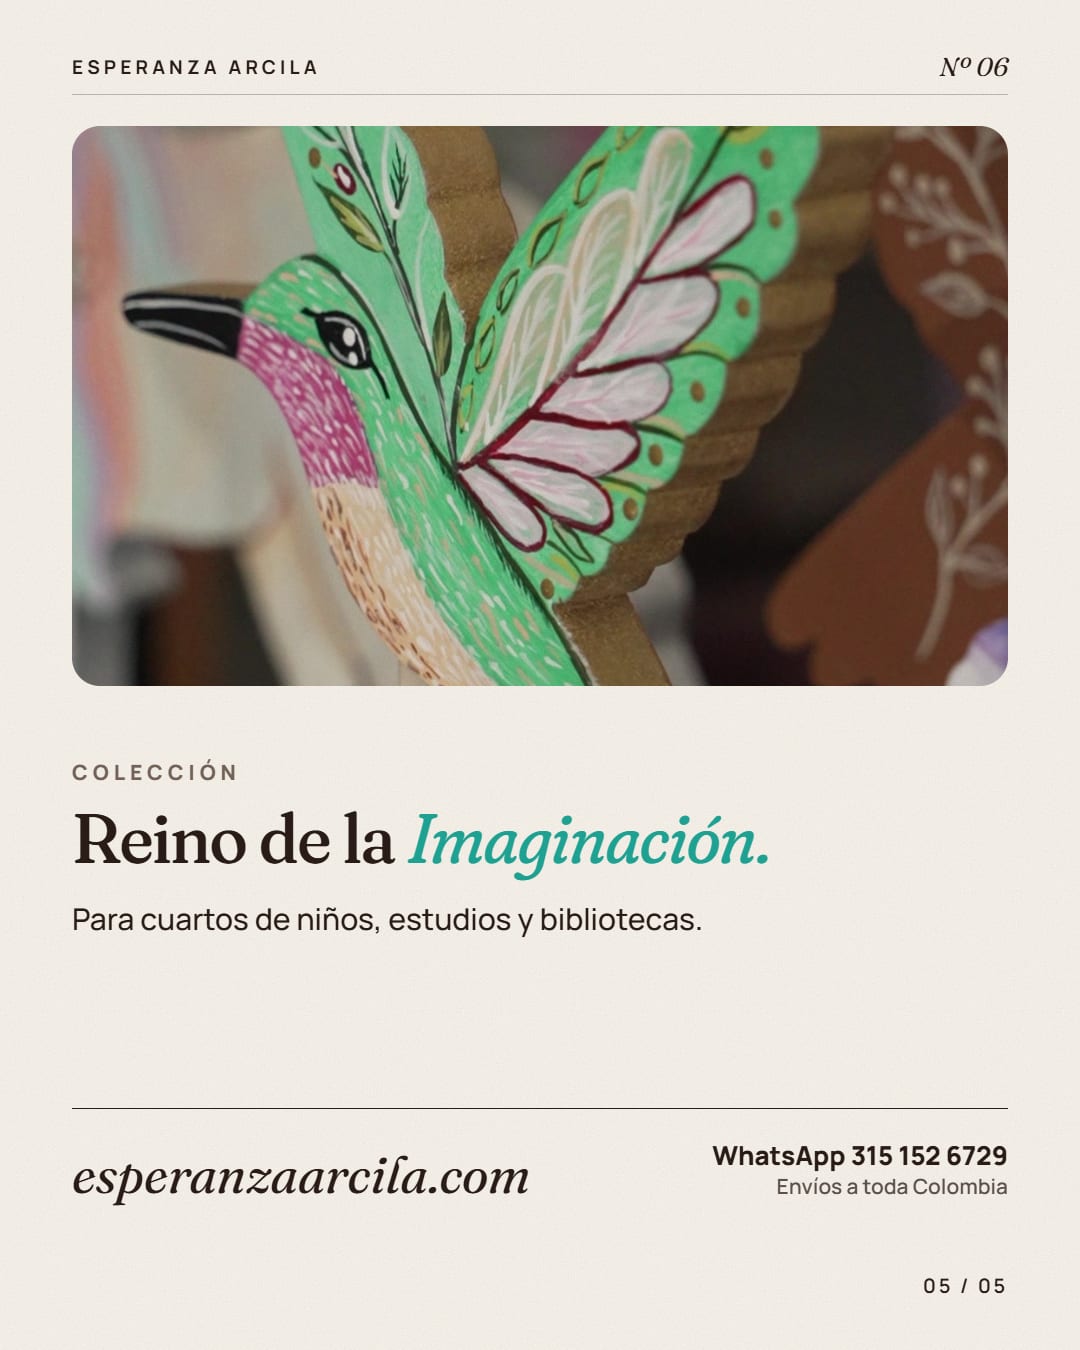 ESPERANZA ARCILA
Nº 06
COLECCIÓN
Reino de la Imaginación.
Para cuartos de niños, estudios y bibliotecas.
esperanzaarcila.com
WhatsApp 315 152 6729
Envíos a toda Colombia
05 / 05